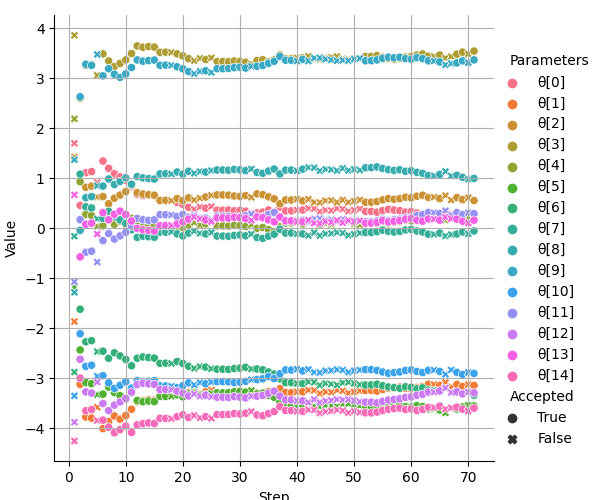 4
3
2
1
0
−1
−2
−3
−4
Value
0
10
20
30
40
50
60
70
Step
Parameters
θ[0]
θ[1]
θ[2]
θ[3]
θ[4]
θ[5]
θ[6]
θ[7]
θ[8]
θ[9]
θ[10]
θ[11]
θ[12]
θ[13]
θ[14]
Accepted
True
False